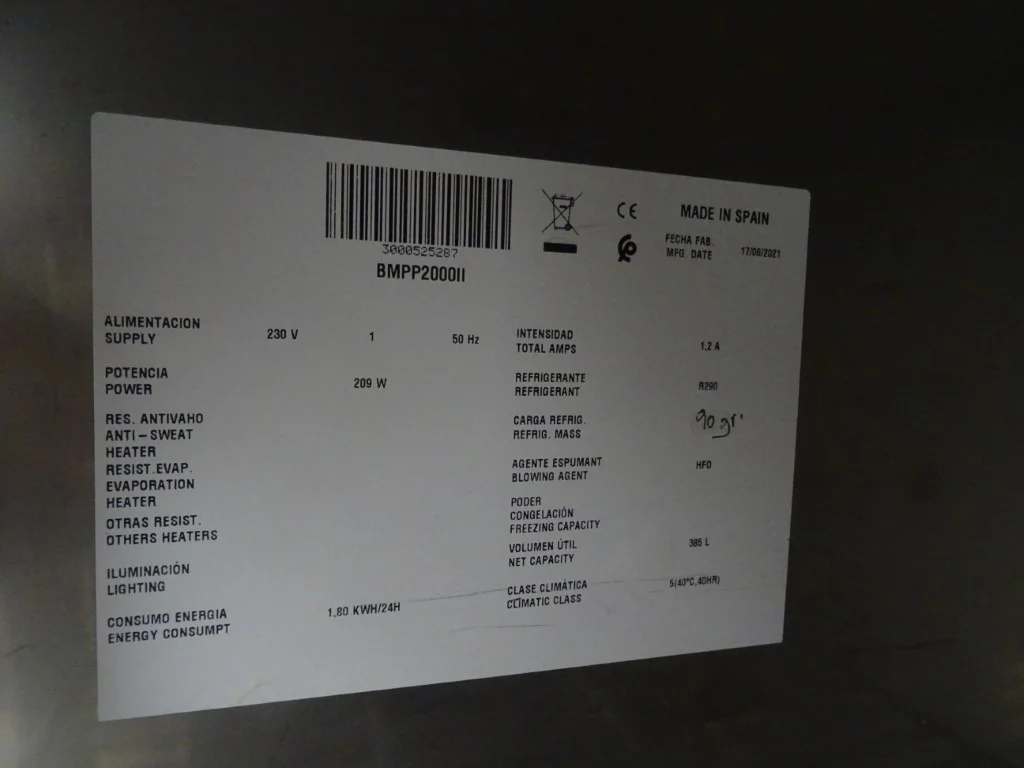 3000525287
BMPP2000II
CE
MADE IN SPAIN
FECHA FAB.
MFG. DATE
17/06/2021
ALIMENTACION
SUPPLY
230 V 1 50 Hz
POTENCIA
POWER
209 W
RES. ANTIVAHO
ANTI-SWEAT
HEATER
RESIST.EVAP.
EVAPORATION
HEATER
OTRAS RESIST.
OTHERS HEATERS
ILUMINACIÓN
LIGHTING
CONSUMO ENERGIA
ENERGY CONSUMPT
1,80 KWH/24H
INTENSIDAD
TOTAL AMPS
1,2 A
REFRIGERANTE
REFRIGERANT
R290
CARGA REFRIG.
REFRIG. MASS
90 gr.
AGENTE ESPUMANT
BLOWING AGENT
HFO
PODER
CONGELACIÓN
FREEZING CAPACITY
VOLUMEN ÚTIL
NET CAPACITY
385 L
CLASE CLIMÁTICA
CLIMATIC CLASS
5(40°C,40HR)